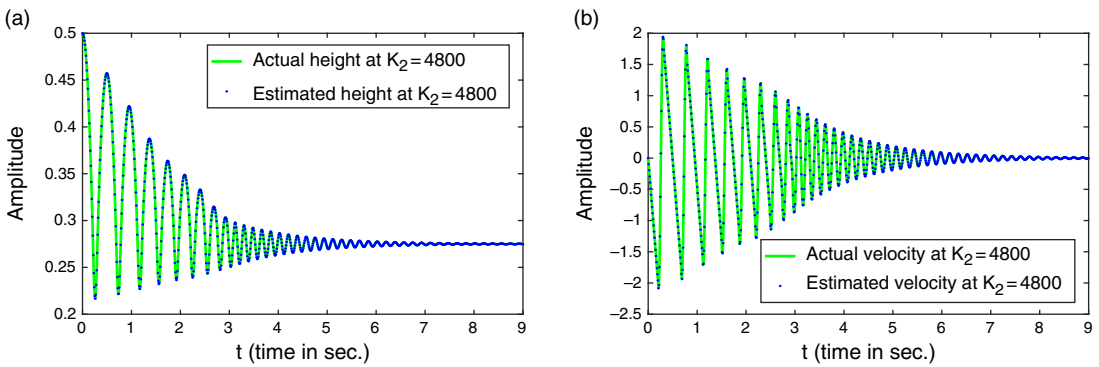 (a)
0.5
0.45
0.4
0.35
0.3
0.25
0.2
Amplitude
Actual height at K2=4800
Estimated height at K2=4800
0 1 2 3 4 5 6 7 8 9
t (time in sec.)
(b)
2
1.5
1
0.5
0
−0.5
−1
−1.5
−2
−2.5
Amplitude
Actual velocity at K2=4800
Estimated velocity at K2=4800
0 1 2 3 4 5 6 7 8 9
t (time in sec.)